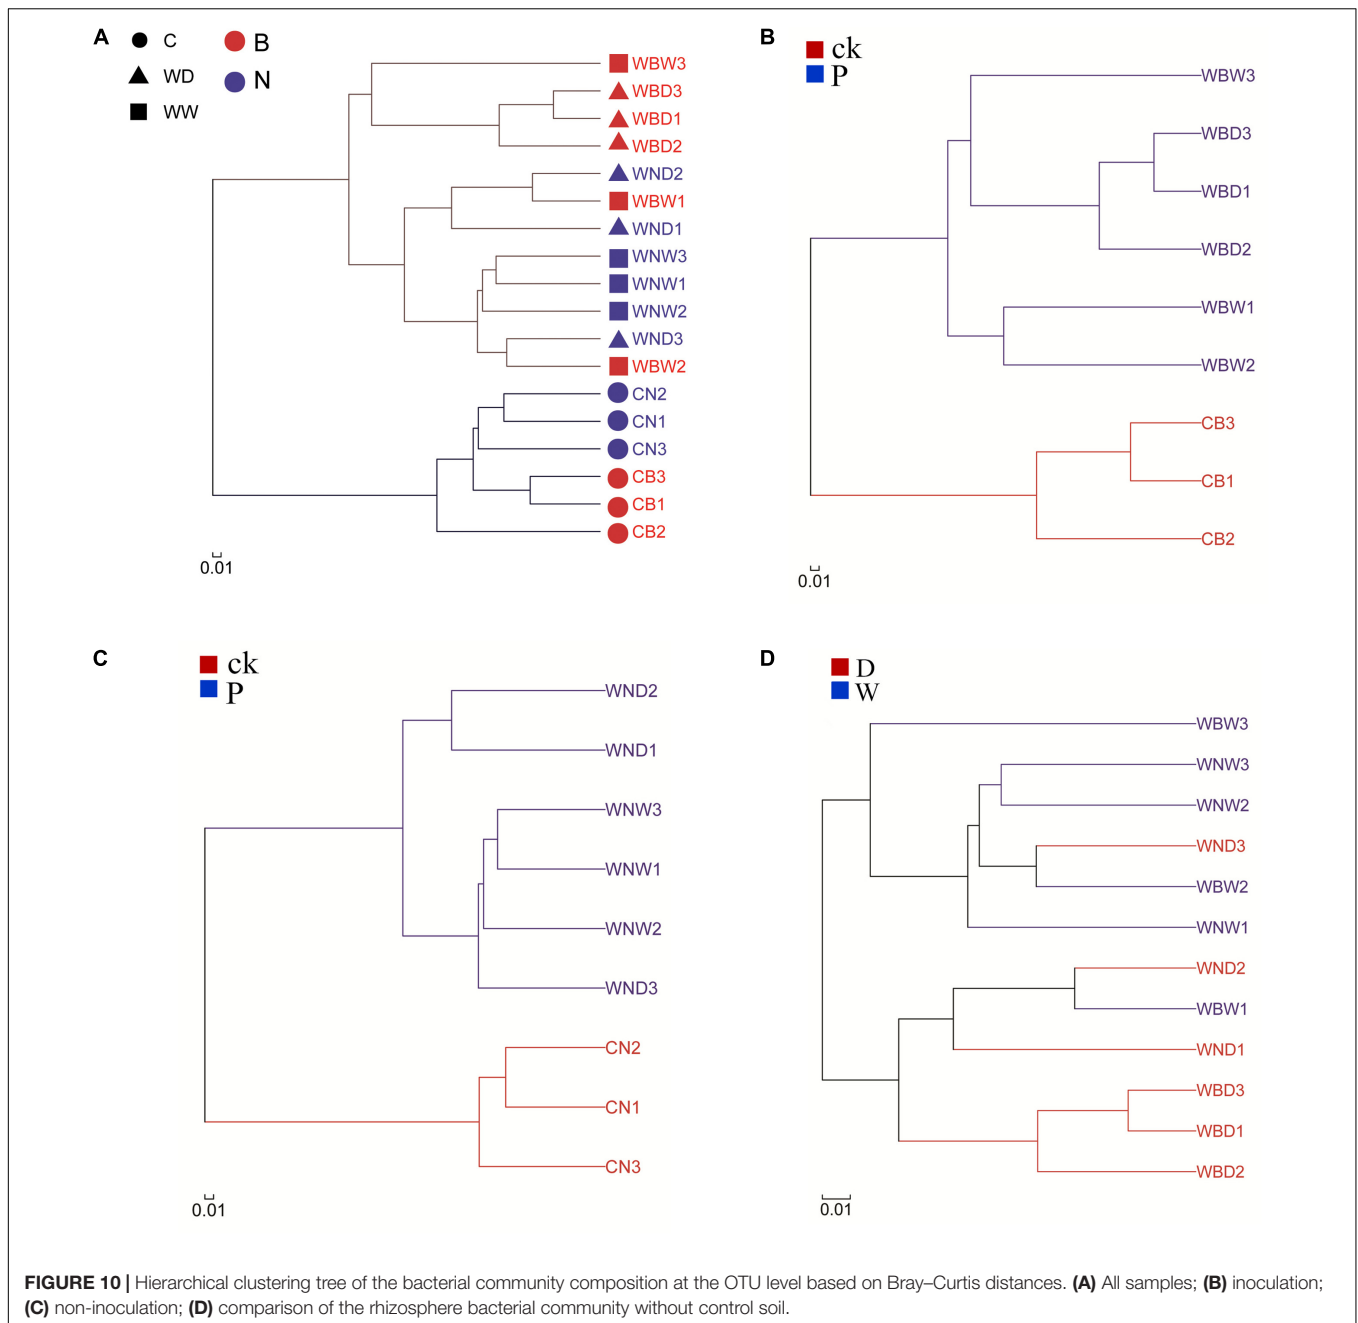 A
C
B
WD
N
WW
WBW3
WBD3
WBD1
WBD2
WND2
WBW1
WND1
WNW3
WNW1
WNW2
WND3
WBW2
CN2
CN1
CN3
CB3
CB1
CB2
0.01
B
ck
P
WBW3
WBD3
WBD1
WBD2
WBW1
WBW2
CB3
CB1
CB2
0.01
C
ck
P
WND2
WND1
WNW3
WNW1
WNW2
WND3
CN2
CN1
CN3
0.01
D
D
W
WBW3
WNW3
WNW2
WND3
WBW2
WNW1
WND2
WBW1
WND1
WBD3
WBD1
WBD2
0.01
FIGURE 10 | Hierarchical clustering tree of the bacterial community composition at the OTU level based on Bray–Curtis distances. (A) All samples; (B) inoculation;
(C) non-inoculation; (D) comparison of the rhizosphere bacterial community without control soil.